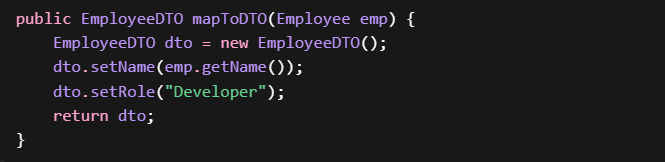 public EmployeeDTO mapToDTO(Employee emp) {
    EmployeeDTO dto = new EmployeeDTO();
    dto.setName(emp.getName());
    dto.setRole("Developer");
    return dto;
}